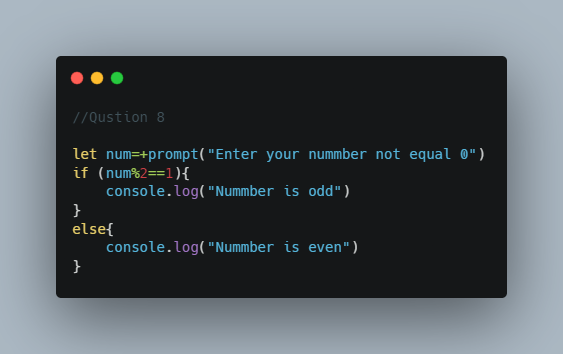 //Qustion 8
let num=+prompt("Enter your nummber not equal 0")
if (num%2==1){
console.log("Nummber is odd")
}
else{
console.log("Nummber is even")
}